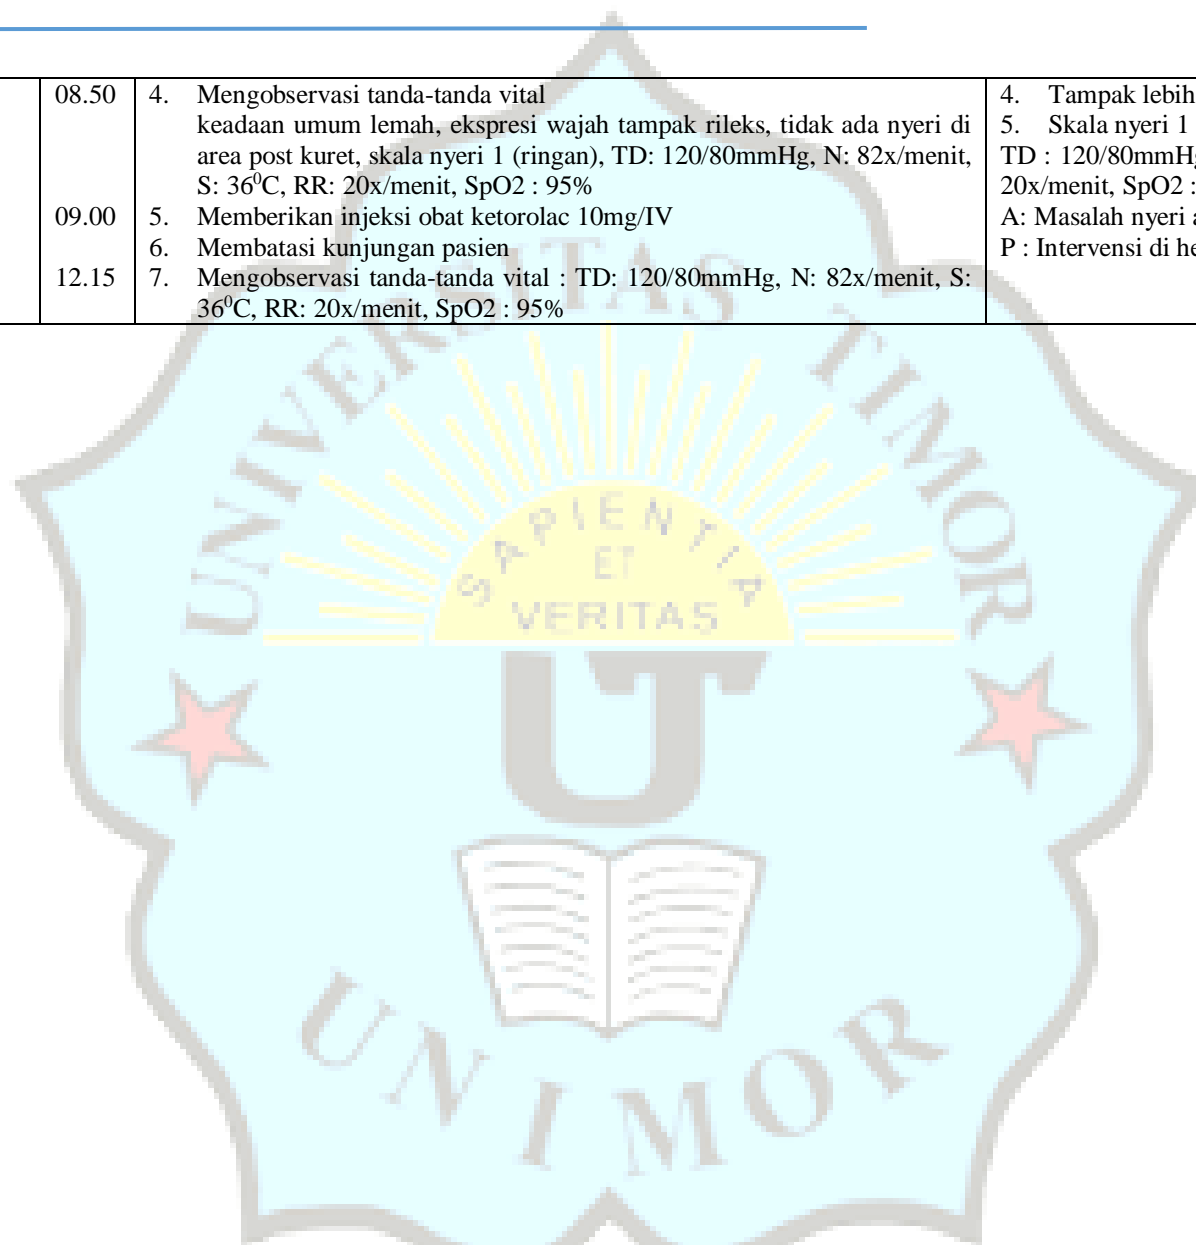 08.50 4. Mengobservasi tanda-tanda vital
keadaan umum lemah, ekspresi wajah tampak rileks, tidak ada nyeri di
area post kuret, skala nyeri 1 (ringan), TD: 120/80mmHg, N: 82x/menit,
S: 36⁰C, RR: 20x/menit, SpO2 : 95%
09.00 5. Memberikan injeksi obat ketorolac 10mg/IV
6. Membatasi kunjungan pasien
12.15 7. Mengobservasi tanda-tanda vital : TD: 120/80mmHg, N: 82x/menit, S:
36⁰C, RR: 20x/menit, SpO2 : 95%
4. Tampak lebih
5. Skala nyeri 1
TD : 120/80mmHg
20x/menit, SpO2 :
A: Masalah nyeri a
P : Intervensi di he
UNIVERSITAS TIMOR
SAPIENTIA
ET
VERITAS
UT
UNIMOR